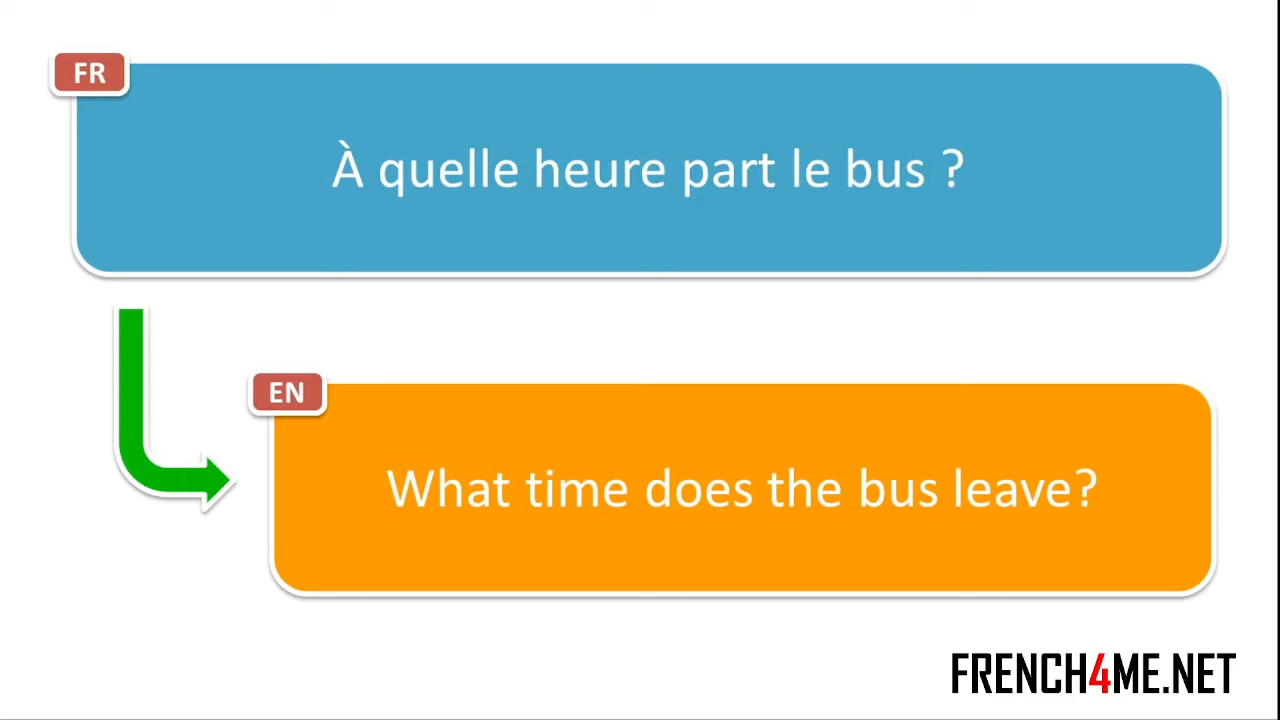 FR
À quelle heure part le bus ?
EN
What time does the bus leave?
FRENCH4ME.NET